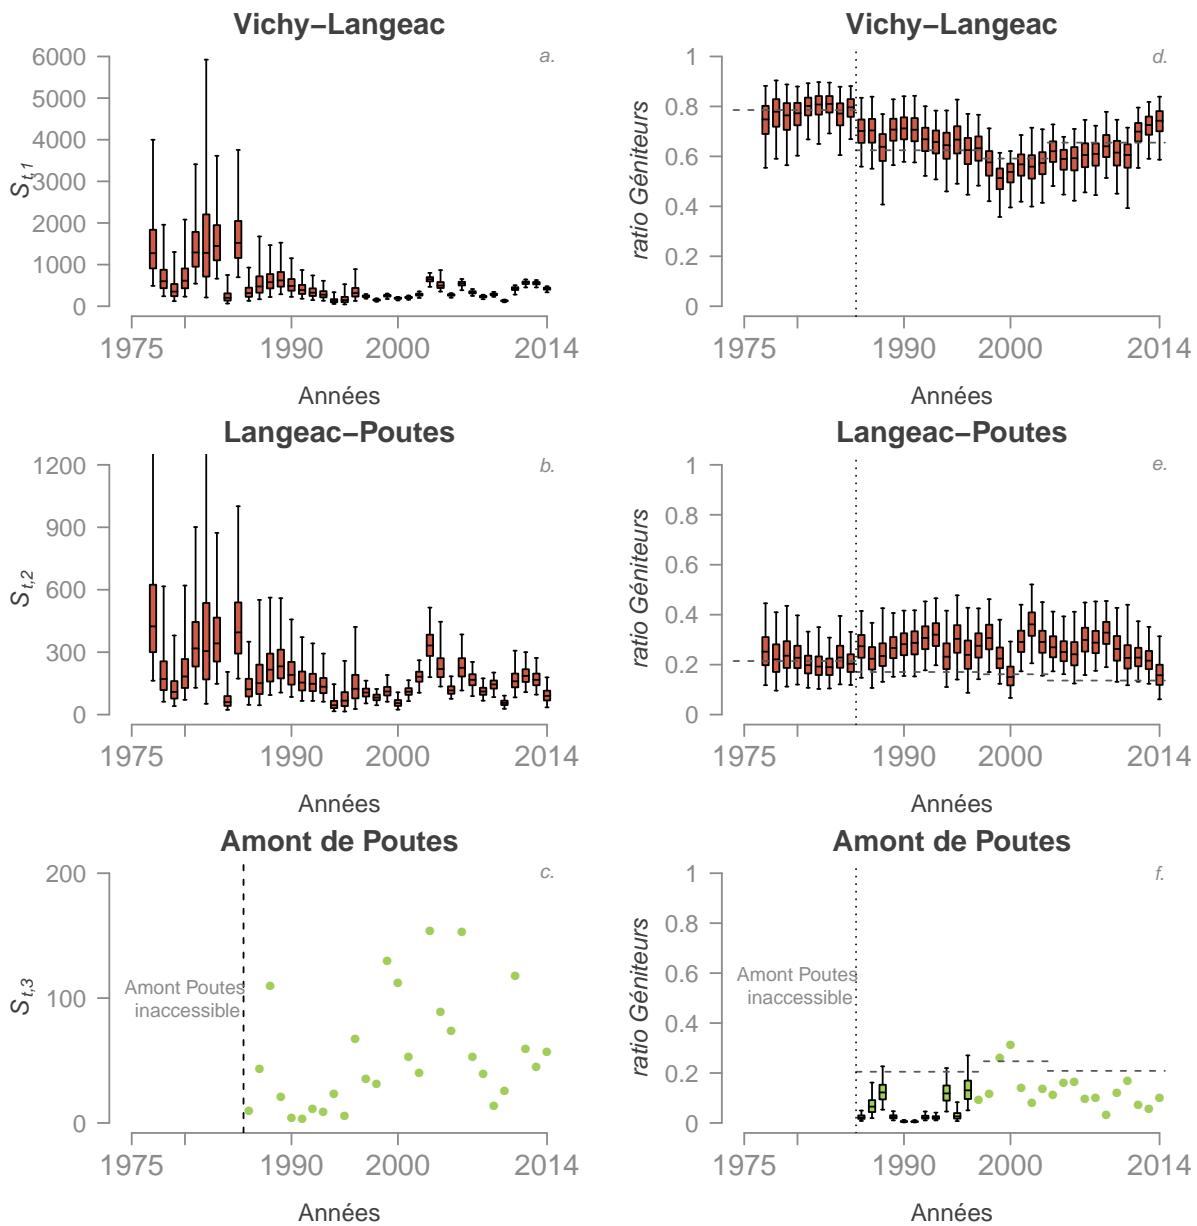 Vichy–Langeac
a.
S t,1
6000
5000
4000
3000
2000
1000
0
1975
1990
2000
2014
Années
Vichy–Langeac
d.
ratio Géniteurs
1
0.8
0.6
0.4
0.2
0
1975
1990
2000
2014
Années
Langeac–Poutes
b.
S t,2
1200
900
600
300
0
1975
1990
2000
2014
Années
Langeac–Poutes
e.
ratio Géniteurs
1
0.8
0.6
0.4
0.2
0
1975
1990
2000
2014
Années
Amont de Poutes
c.
S t,3
200
100
0
Amont Poutes
inaccessible
1975
1990
2000
2014
Années
Amont de Poutes
f.
ratio Géniteurs
1
0.8
0.6
0.4
0.2
0
Amont Poutes
inaccessible
1975
1990
2000
2014
Années